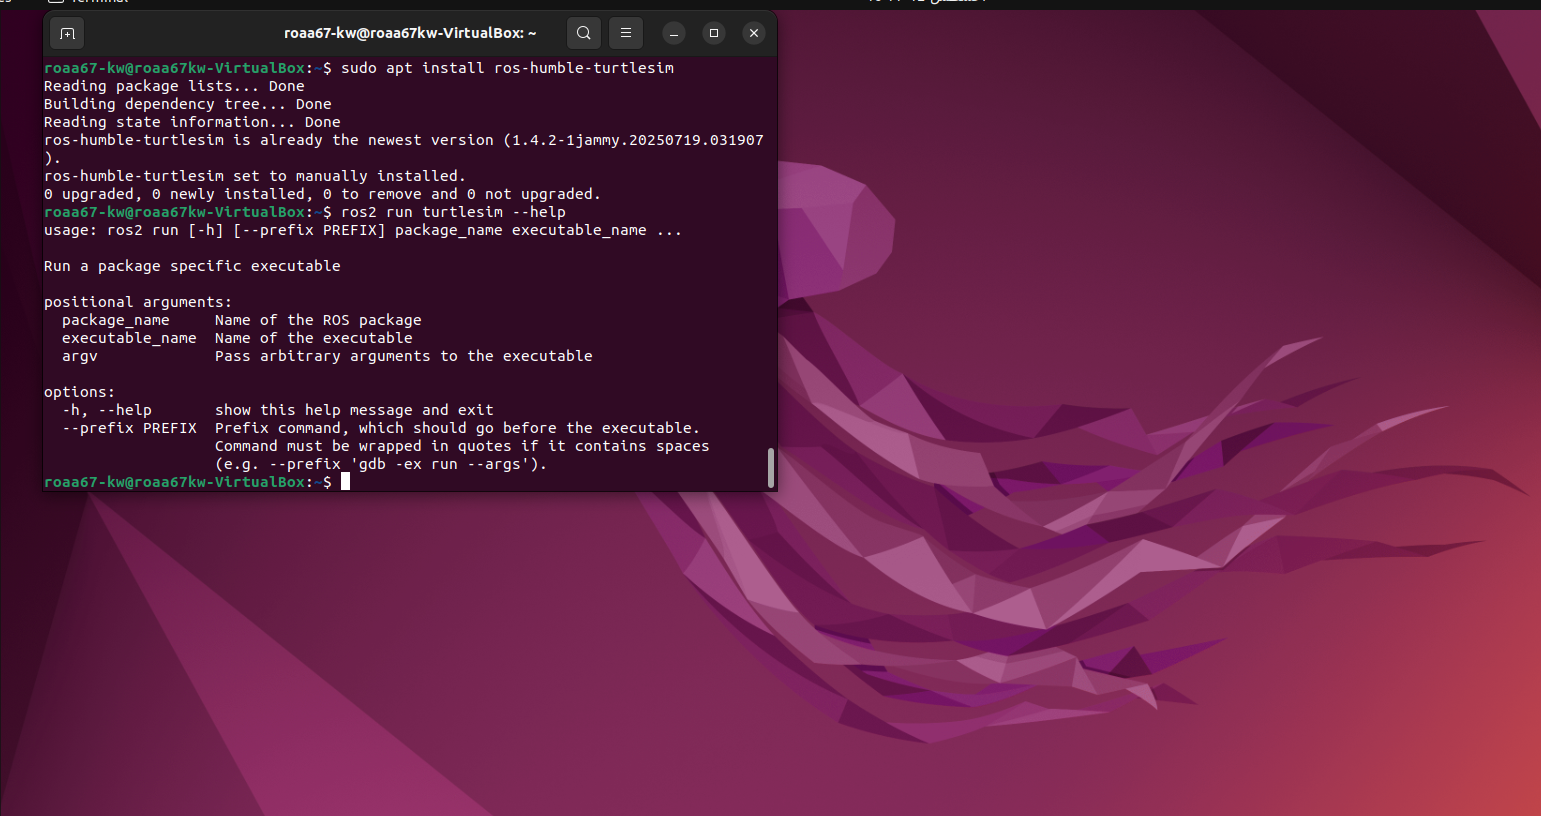 Terminal
roaa67-kw@roaa67kw-VirtualBox: ~
roaa67-kw@roaa67kw-VirtualBox:~$ sudo apt install ros-humble-turtlesim
Reading package lists... Done
Building dependency tree... Done
Reading state information... Done
ros-humble-turtlesim is already the newest version (1.4.2-1jammy.20250719.031907
).
ros-humble-turtlesim set to manually installed.
0 upgraded, 0 newly installed, 0 to remove and 0 not upgraded.
roaa67-kw@roaa67kw-VirtualBox:~$ ros2 run turtlesim --help
usage: ros2 run [-h] [--prefix PREFIX] package_name executable_name ...
Run a package specific executable
positional arguments:
package_name     Name of the ROS package
executable_name  Name of the executable
argv             Pass arbitrary arguments to the executable
options:
-h, --help       show this help message and exit
--prefix PREFIX  Prefix command, which should go before the executable.
Command must be wrapped in quotes if it contains spaces
(e.g. --prefix 'gdb -ex run --args').
roaa67-kw@roaa67kw-VirtualBox:~$